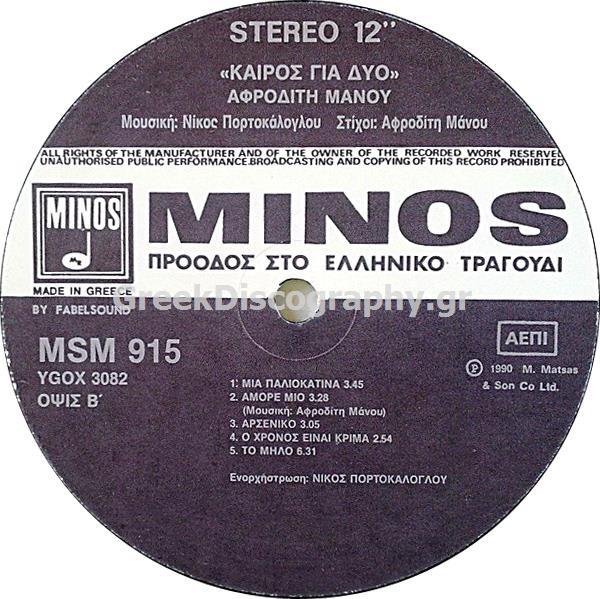 STEREO 12’’
«ΚΑΙΡΟΣ ΓΙΑ ΔΥΟ»
ΑΦΡΟΔΙΤΗ ΜΑΝΟΥ
Μουσική: Νίκος Πορτοκάλογλου Στίχοι: Αφροδίτη Μάνου
ALL RIGHTS OF THE MANUFACTURER AND OF THE OWNER OF THE RECORDED WORK RESERVED
UNAUTHORISED PUBLIC PERFORMANCE.BROADCASTING AND COPYING OF THIS RECORD PROHIBITED
MINOS
MINOS
ΠΡΟΟΔΟΣ ΣΤΟ ΕΛΛΗΝΙΚΟ ΤΡΑΓΟΥΔΙ
MADE IN GREECE
GreekDiscography.gr
BY FABELSOUND
MSM 915
YGOX 3082
ΟΨΙΣ Β΄
ΑΕΠΙ
Ⓟ 1990 M. Matsas
& Son Co Ltd.
1: ΜΙΑ ΠΑΛΙΟΚΑΤΙΝΑ 3.45
2: ΑΜΟΡΕ ΜΙΟ 3.28
(Μουσική: Αφροδίτη Μάνου)
3: ΑΡΣΕΝΙΚΟ 3.05
4: Ο ΧΡΟΝΟΣ ΕΙΝΑΙ ΚΡΙΜΑ 2.54
5: ΤΟ ΜΗΛΟ 6.31
Ενορχήστρωση: ΝΙΚΟΣ ΠΟΡΤΟΚΑΛΟΓΛΟΥ